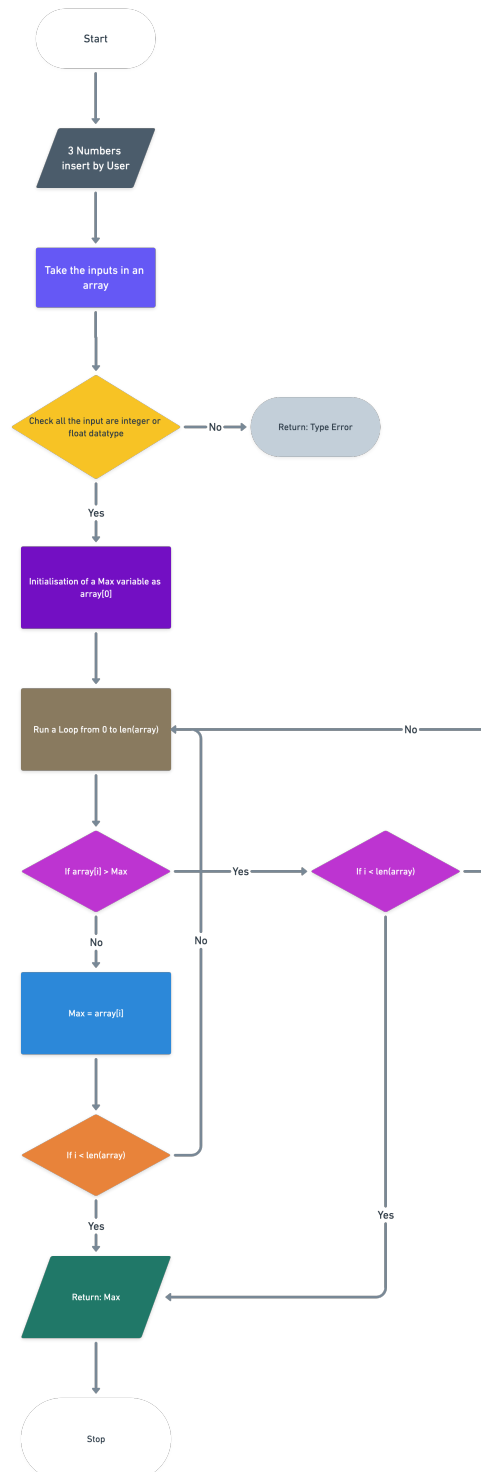 Start
3 Numbers
insert by User
Take the inputs in an
array
Check all the input are integer or
float datatype
No
Return: Type Error
Yes
Initialisation of a Max variable as
array[0]
Run a Loop from 0 to len(array)
No
If array[i] > Max
Yes
If i < len(array)
No
No
Max = array[i]
If i < len(array)
Yes
Yes
Return: Max
Stop